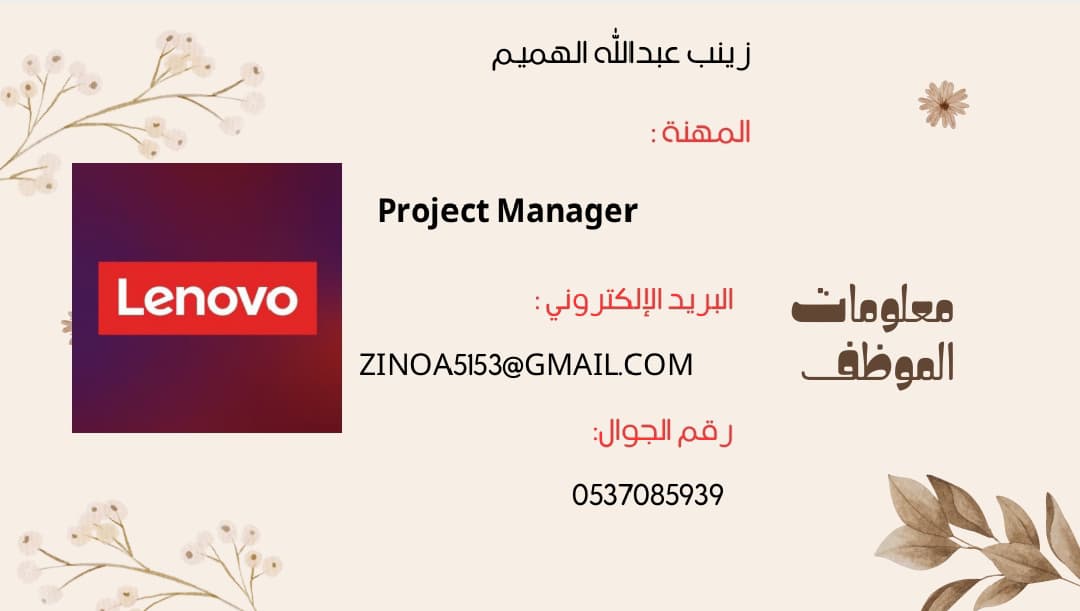 زينب عبدالله الهميم
المهنة :
Project Manager
Lenovo
البريد الإلكتروني :
ZINOA5153@GMAIL.COM
رقم الجوال:
0537085939
معلومات
الموظف